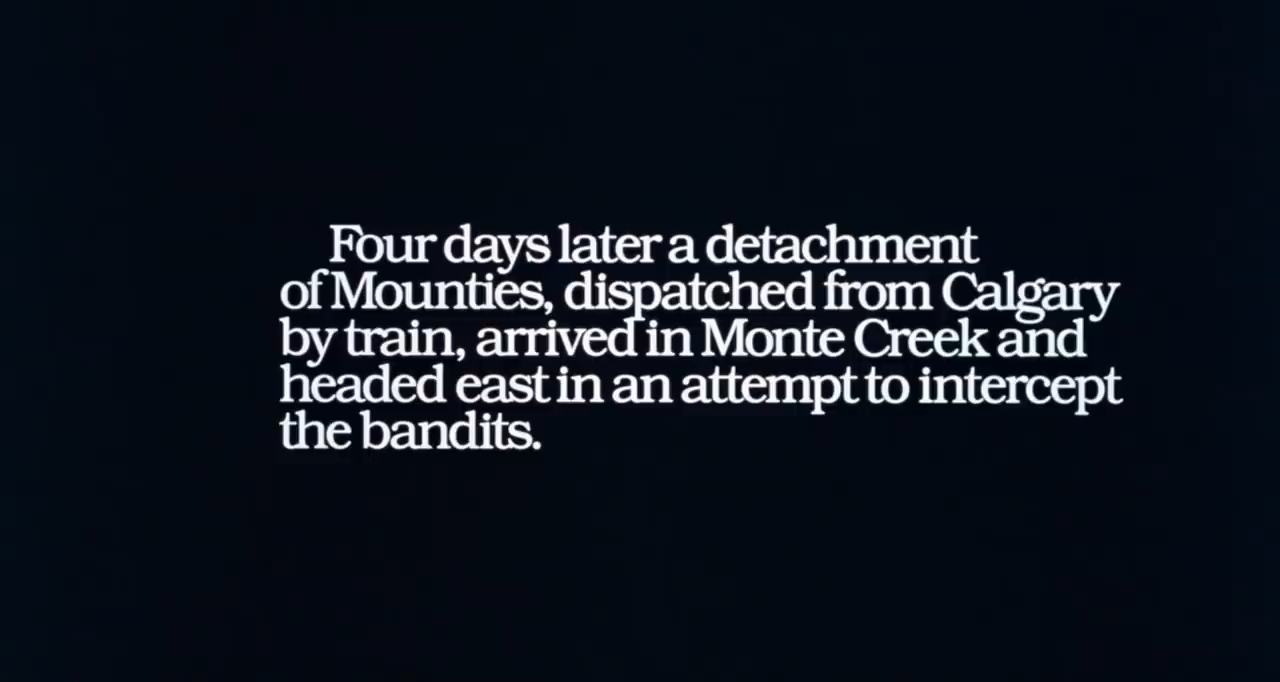 Four days later a detachment
of Mounties, dispatched from Calgary
by train, arrived in Monte Creek and
headed east in an attempt to intercept
the bandits.